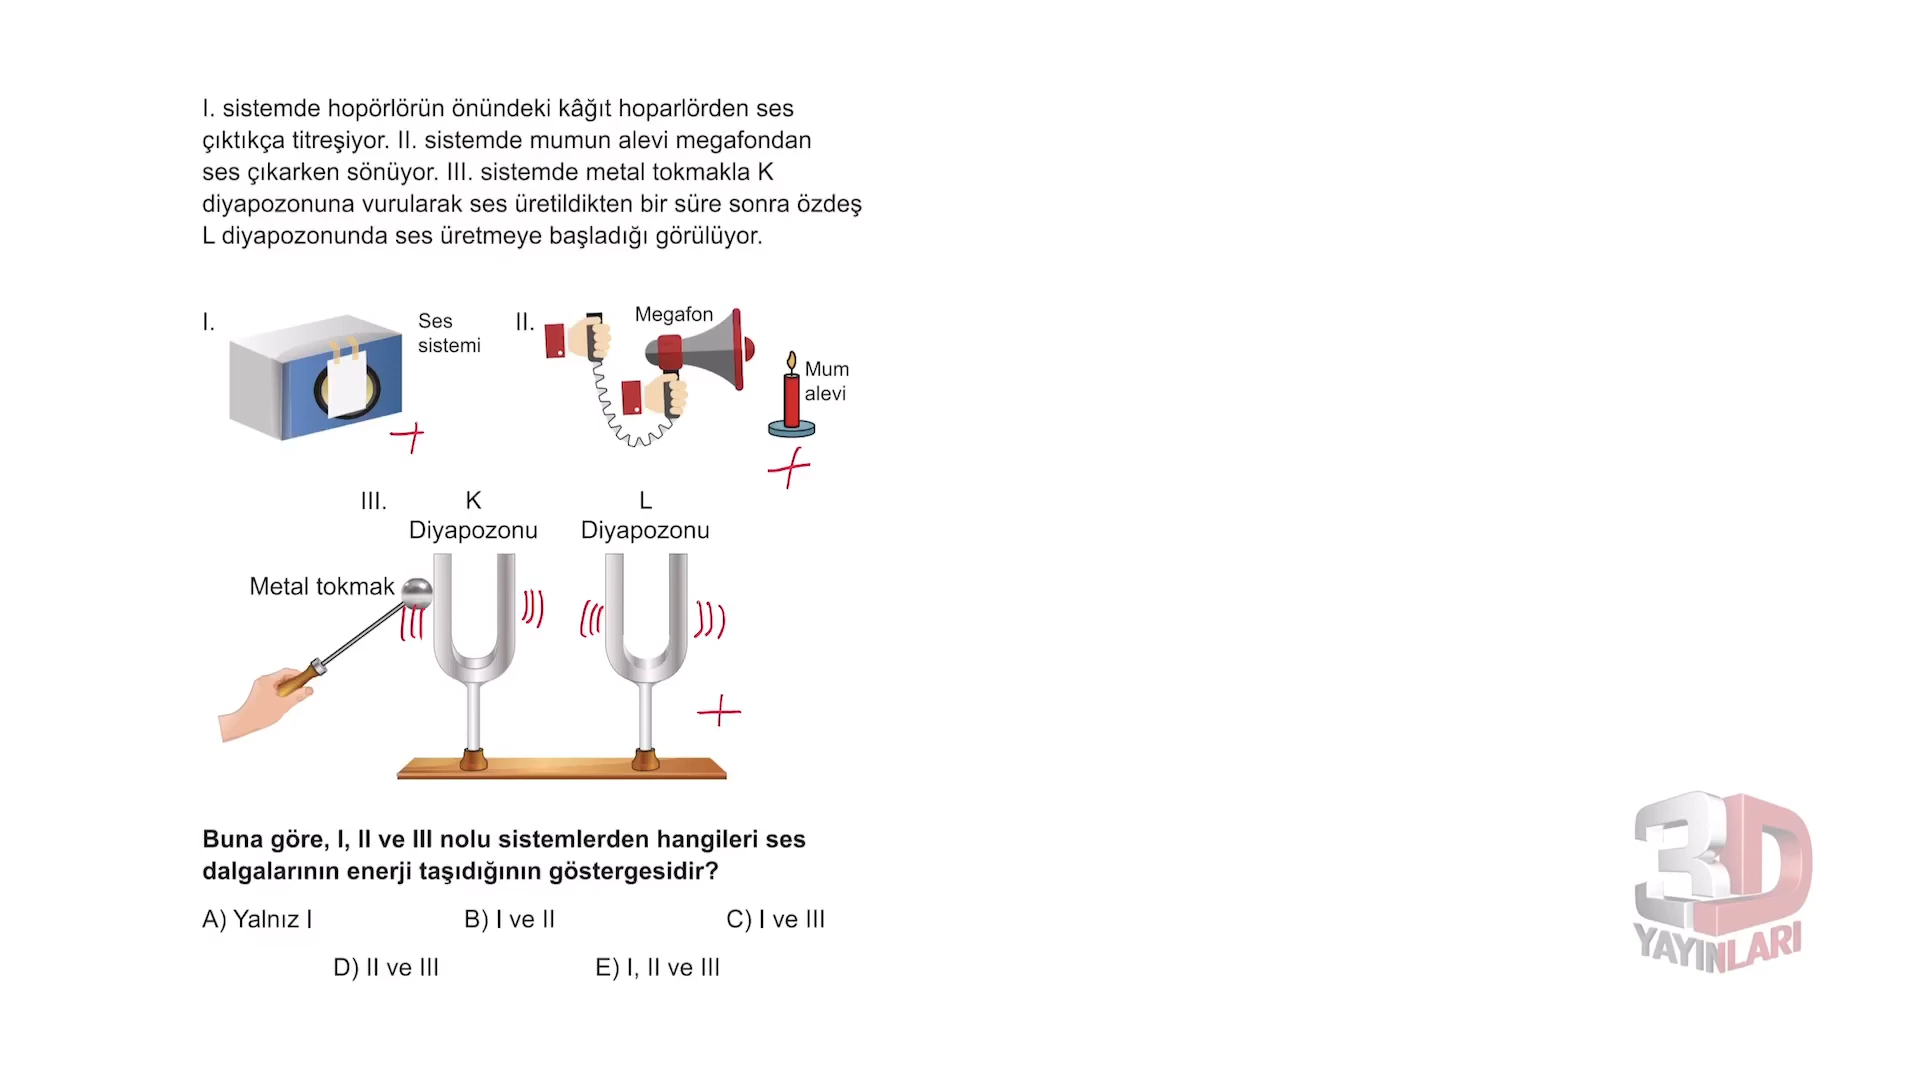 I. sistemde hopörlörün önündeki kâğıt hoparlörden ses
çıktıkça titreşiyor. II. sistemde mumun alevi megafondan
ses çıkarken sönüyor. III. sistemde metal tokmakla K
diyapozonuna vurularak ses üretildikten bir süre sonra özdeş
L diyapozonunda ses üretmeye başladığı görülüyor.
I.
Ses
sistemi
II.
Megafon
Mum
alevi
III.
K
Diyapozonu
L
Diyapozonu
Metal tokmak
Buna göre, I, II ve III nolu sistemlerden hangileri ses
dalgalarının enerji taşıdığının göstergesidir?
A) Yalnız I B) I ve II C) I ve III
D) II ve III E) I, II ve III
3D
YAYINLARI